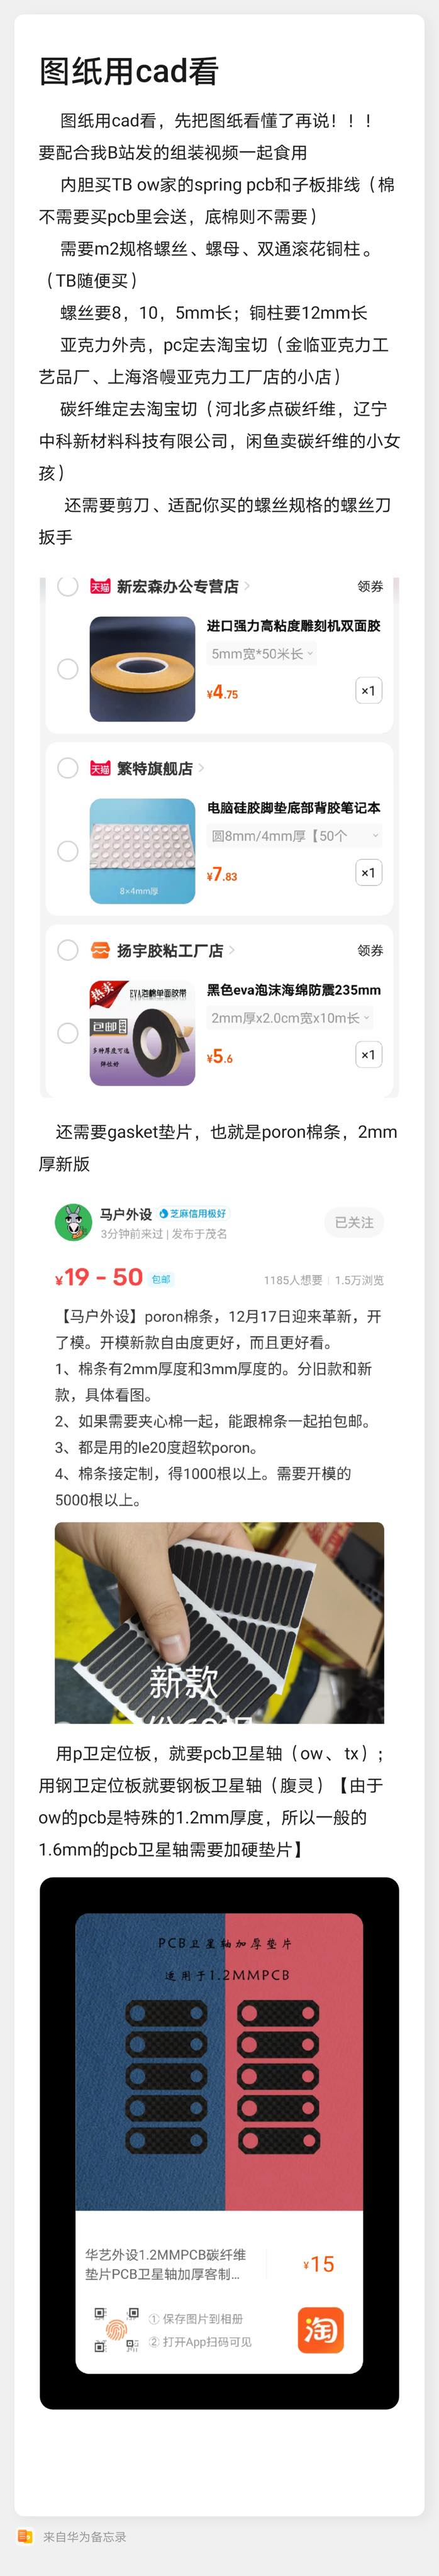 图纸用cad看
图纸用cad看，先把图纸看懂了再说！！！
要配合我B站发的组装视频一起食用
内胆买TB ow家的spring pcb和子板排线（棉
不需要买pcb里会送，底棉则不需要）
需要m2规格螺丝、螺母、双通滚花铜柱。
（TB随便买）
螺丝要8，10，5mm长；铜柱要12mm长
亚克力外壳，pc定去淘宝切（金临亚克力工
艺品厂、上海洛幔亚克力工厂店的小店）
碳纤维定去淘宝切（河北多点碳纤维，辽宁
中科新材料科技有限公司，闲鱼卖碳纤维的小女
孩）
还需要剪刀、适配你买的螺丝规格的螺丝刀
扳手
天猫 新宏森办公专营店 领券
进口强力高粘度雕刻机双面胶
5mm宽*50米长
¥4.75 ×1
天猫 繁特旗舰店
电脑硅胶脚垫底部背胶笔记本
圆8mm/4mm厚【50个
8×4mm厚
¥7.83 ×1
扬宇胶粘工厂店 领券
黑色eva泡沫海绵防震235mm
热卖 EVA泡棉单面胶带
2mm厚x2.0cm宽x10m长
包邮
多种厚度可选
弹性好
¥5.6 ×1
还需要gasket垫片，也就是poron棉条，2mm
厚新版
马户外设 芝麻信用极好 已关注
3分钟前来过 | 发布于茂名
¥19 - 50 包邮 1185人想要 | 1.5万浏览
【马户外设】poron棉条，12月17日迎来革新，开
了模。开模新款自由度更好，而且更好看。
1、棉条有2mm厚度和3mm厚度的。分旧款和新
款，具体看图。
2、如果需要夹心棉一起，能跟棉条一起拍包邮。
3、都是用的le20度超软poron。
4、棉条接定制，得1000根以上。需要开模的
5000根以上。
新款
用p卫定位板，就要pcb卫星轴（ow、tx）；
用钢卫定位板就要钢板卫星轴（腹灵）【由于
ow的pcb是特殊的1.2mm厚度，所以一般的
1.6mm的pcb卫星轴需要加硬垫片】
PCB卫星轴加厚垫片
适用于1.2MMPCB
华艺外设1.2MMPCB碳纤维
垫片PCB卫星轴加厚客制...
¥15
① 保存图片到相册
② 打开App扫码可见
淘
来自华为备忘录